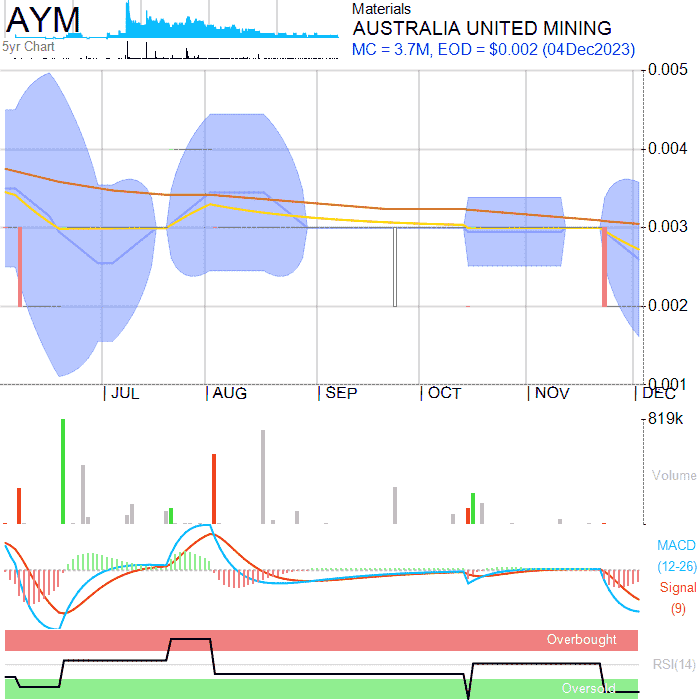 AYM
5yr Chart
Materials
AUSTRALIA UNITED MINING
MC = 3.7M, EOD = $0.002 (04Dec2023)
0.005
0.004
0.003
0.002
0.001
JUL AUG SEP OCT NOV DEC
819k
Volume
MACD
(12-26)
Signal
(9)
Overbought
RSI(14)
Oversold